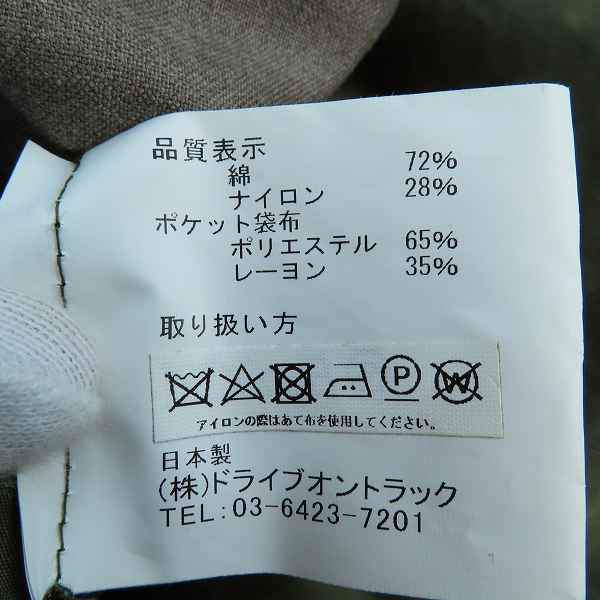 品質表示
綿 72%
ナイロン 28%
ポケット袋布
ポリエステル 65%
レーヨン 35%
取り扱い方
P W
アイロンの際はあて布を使用してください。
日本製
(株)ドライブオントラック
TEL:03-6423-7201